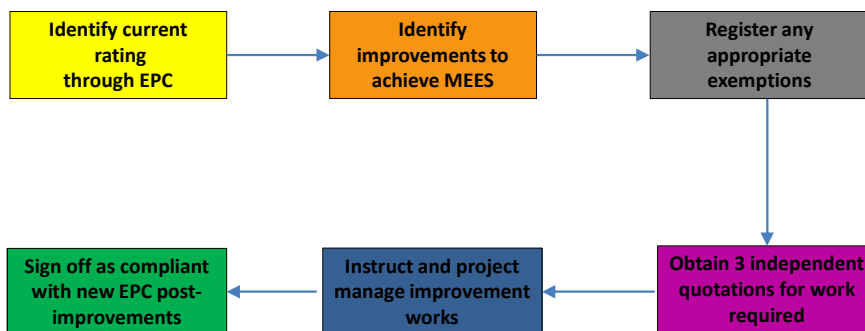 Identify current
rating
through EPC
Identify
improvements to
achieve MEES
Register any
appropriate
exemptions
Sign off as compliant
with new EPC post-
improvements
Instruct and project
manage improvement
works
Obtain 3 independent
quotations for work
required